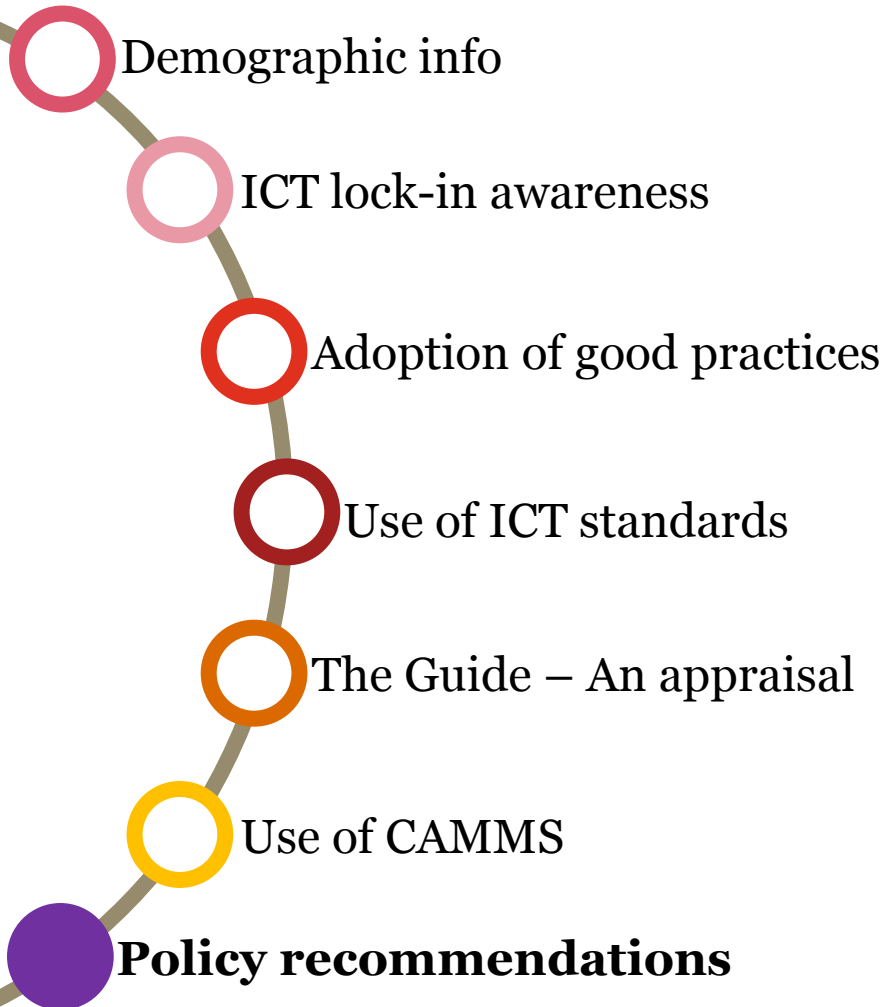 Demographic info
ICT lock-in awareness
Adoption of good practices
Use of ICT standards
The Guide – An appraisal
Use of CAMMS
Policy recommendations